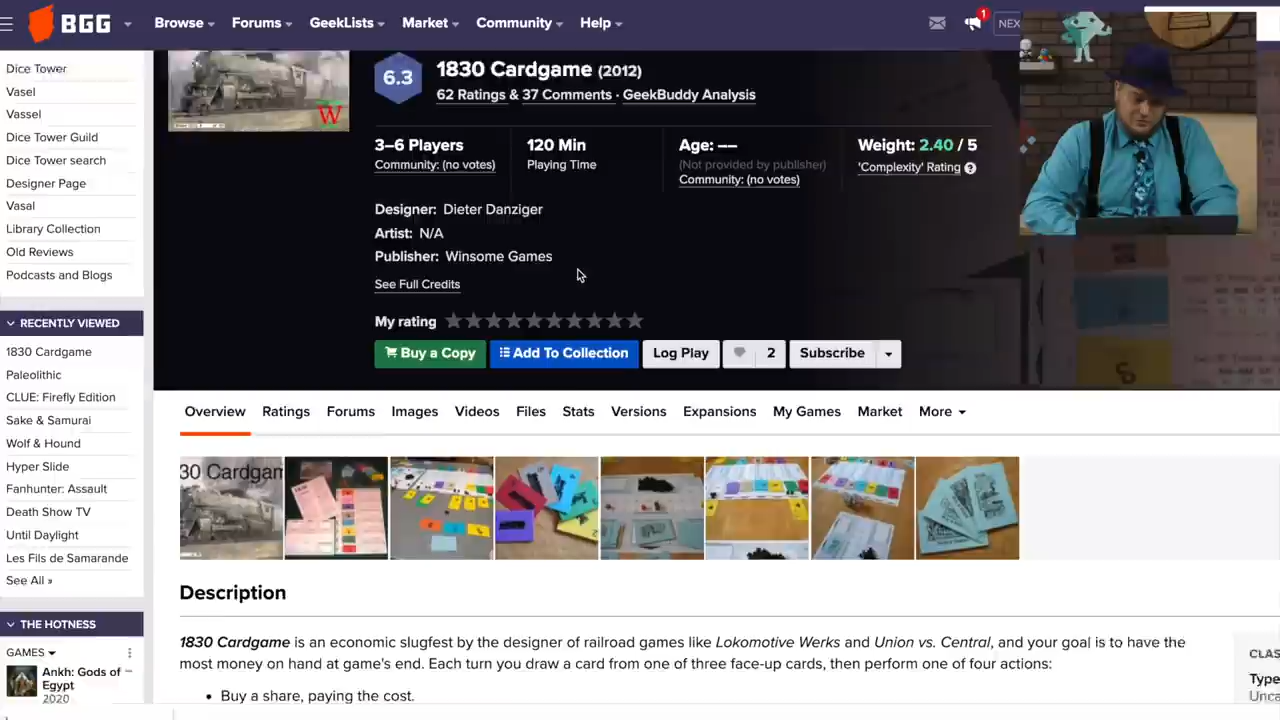 BGG
Browse Forums GeekLists Market Community Help
1
NEX
Dice Tower
Vasel
Vassel
Dice Tower Guild
Dice Tower search
Designer Page
Vasal
Library Collection
Old Reviews
Podcasts and Blogs
RECENTLY VIEWED
1830 Cardgame
Paleolithic
CLUE: Firefly Edition
Sake & Samurai
Wolf & Hound
Hyper Slide
Fanhunter: Assault
Death Show TV
Until Daylight
Les Fils de Samarande
See All »
THE HOTNESS
GAMES
Ankh: Gods of
Egypt
2020
W
6.3
1830 Cardgame (2012)
62 Ratings & 37 Comments · GeekBuddy Analysis
3–6 Players
Community: (no votes)
120 Min
Playing Time
Age: ––
(Not provided by publisher)
Community: (no votes)
Weight: 2.40 / 5
'Complexity' Rating ?
Designer: Dieter Danziger
Artist: N/A
Publisher: Winsome Games
See Full Credits
My rating
Buy a Copy
Add To Collection
Log Play
2
Subscribe
Overview Ratings Forums Images Videos Files Stats Versions Expansions My Games Market More
30 Cardgam
Description
1830 Cardgame is an economic slugfest by the designer of railroad games like Lokomotive Werks and Union vs. Central, and your goal is to have the
most money on hand at game's end. Each turn you draw a card from one of three face-up cards, then perform one of four actions:
• Buy a share, paying the cost.
CLAS
Type
Unca